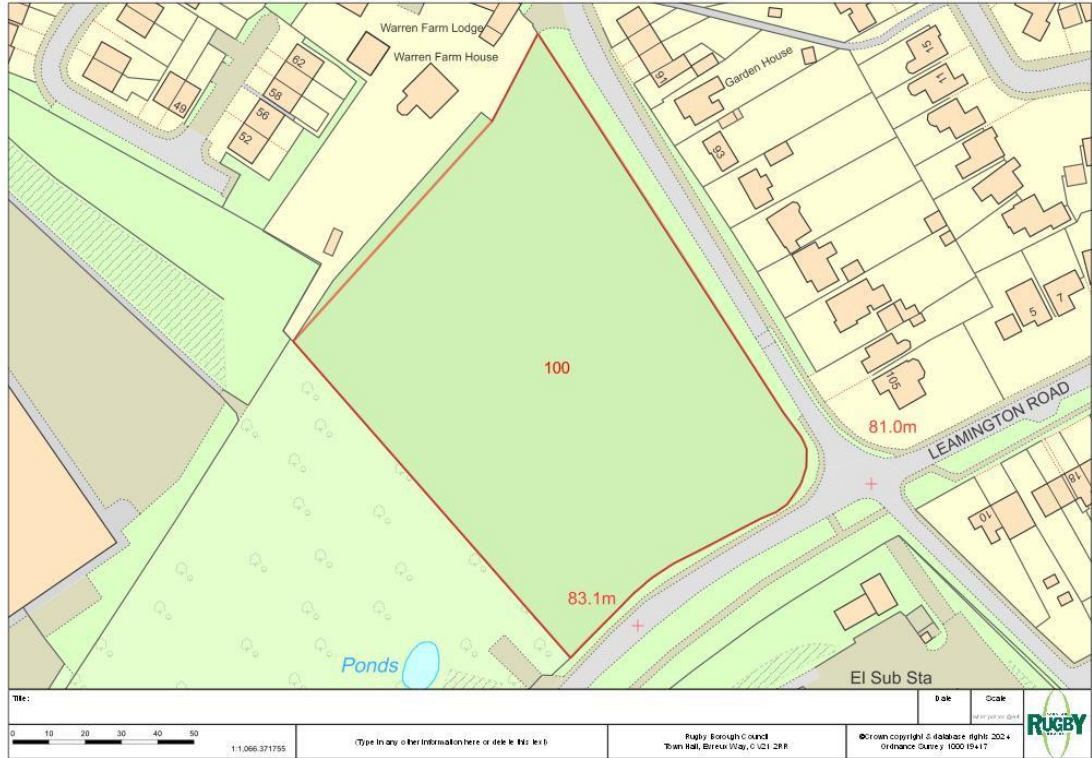 Warren Farm Lodge
Warren Farm House
62
58
56
52
49
91
Garden House
93
15
11
5
7
105
100
81.0m
LEAMINGTON ROAD
83.1m
10
18
Ponds
El Sub Sta
Title:
Date
Scale
0 10 20 30 40 50
1:1,066.371755
(Type in any other information here or delete this text)
Rugby Borough Council
Town Hall, Evreux Way, CV21 2RR
©Crown copyright & database rights 2024
Ordnance Survey 100019417
RUGBY